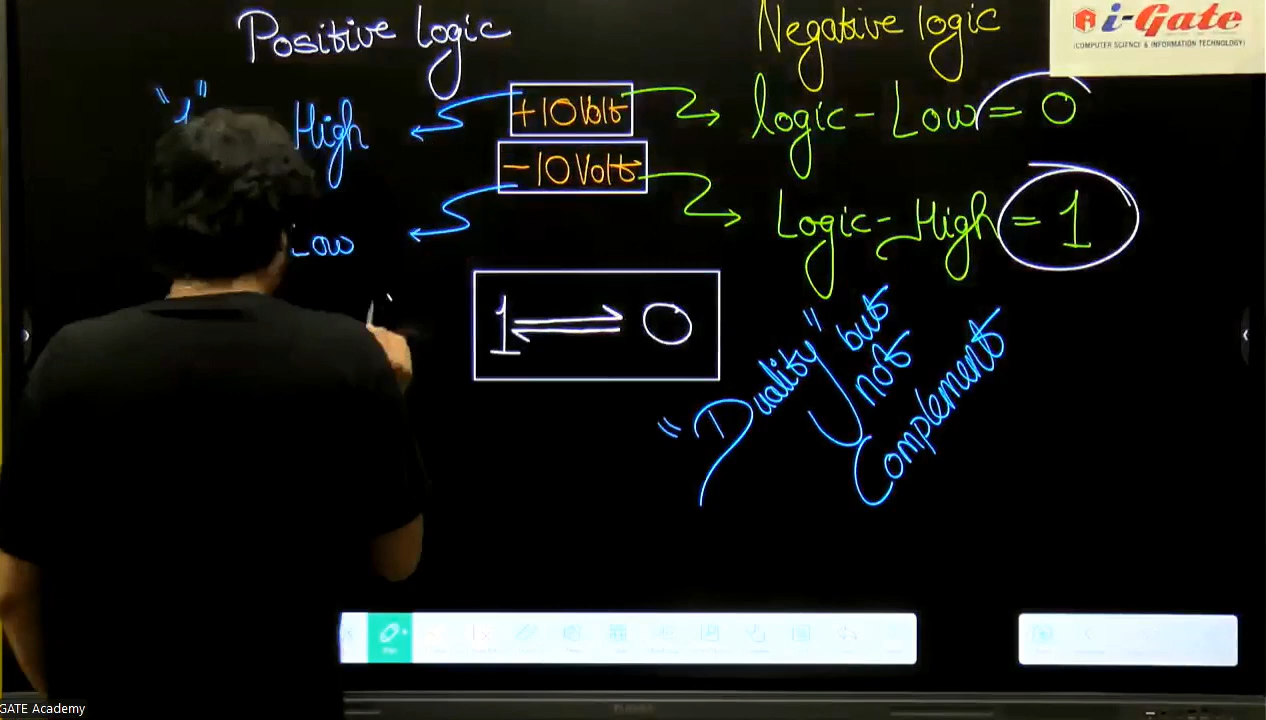 Positive logic
Negative logic
i-Gate
(COMPUTER SCIENCE & INFORMATION TECHNOLOGY)
"1" High
+10Volt
logic-Low = 0
-10Volt
Low
Logic-High = 1
1 ⇌ 0
"Duality" but
not
Complement
GATE Academy